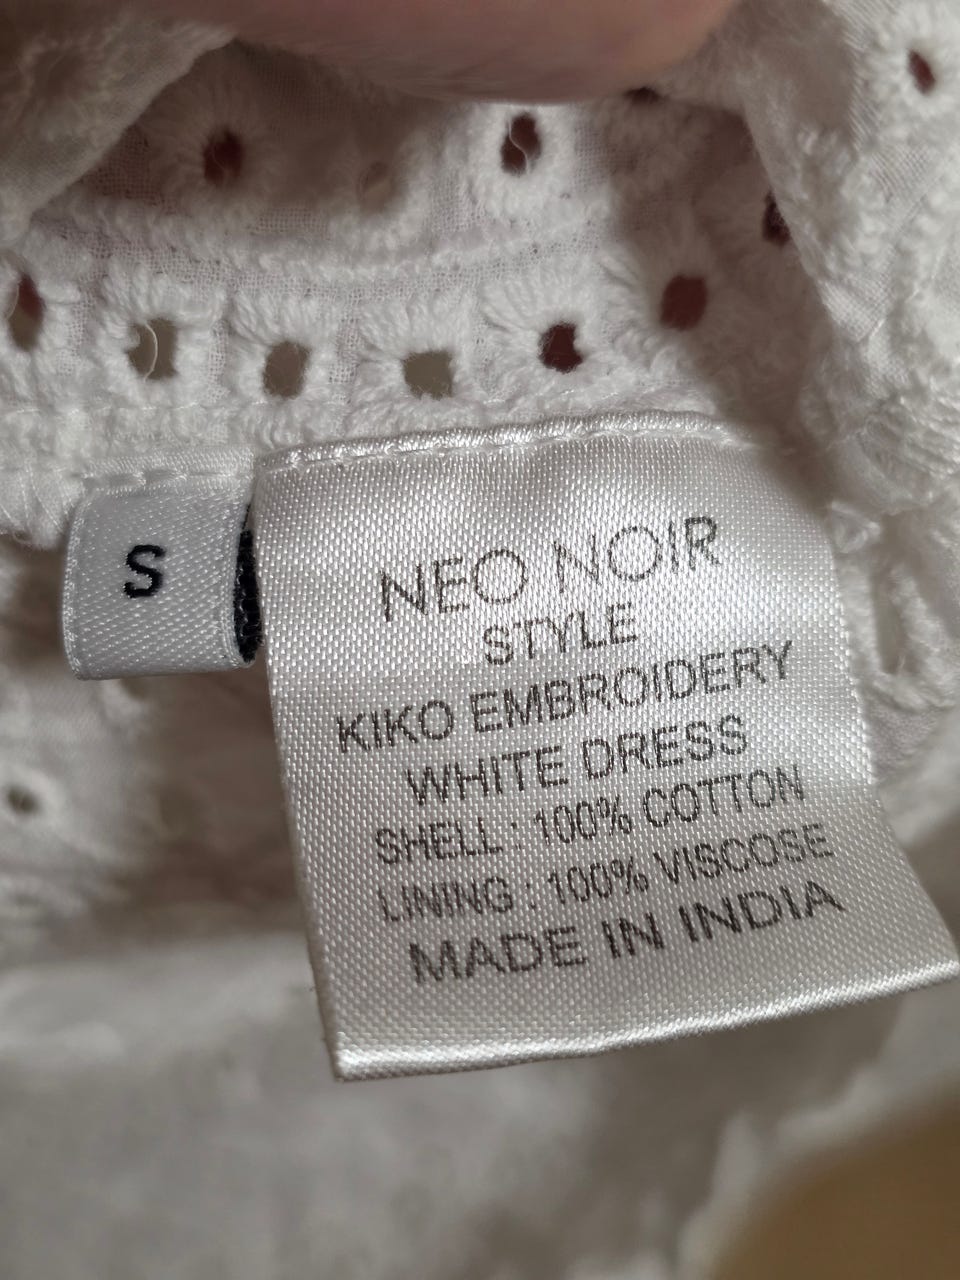 S
NEO NOIR
STYLE
KIKO EMBROIDERY
WHITE DRESS
SHELL : 100% COTTON
LINING : 100% VISCOSE
MADE IN INDIA